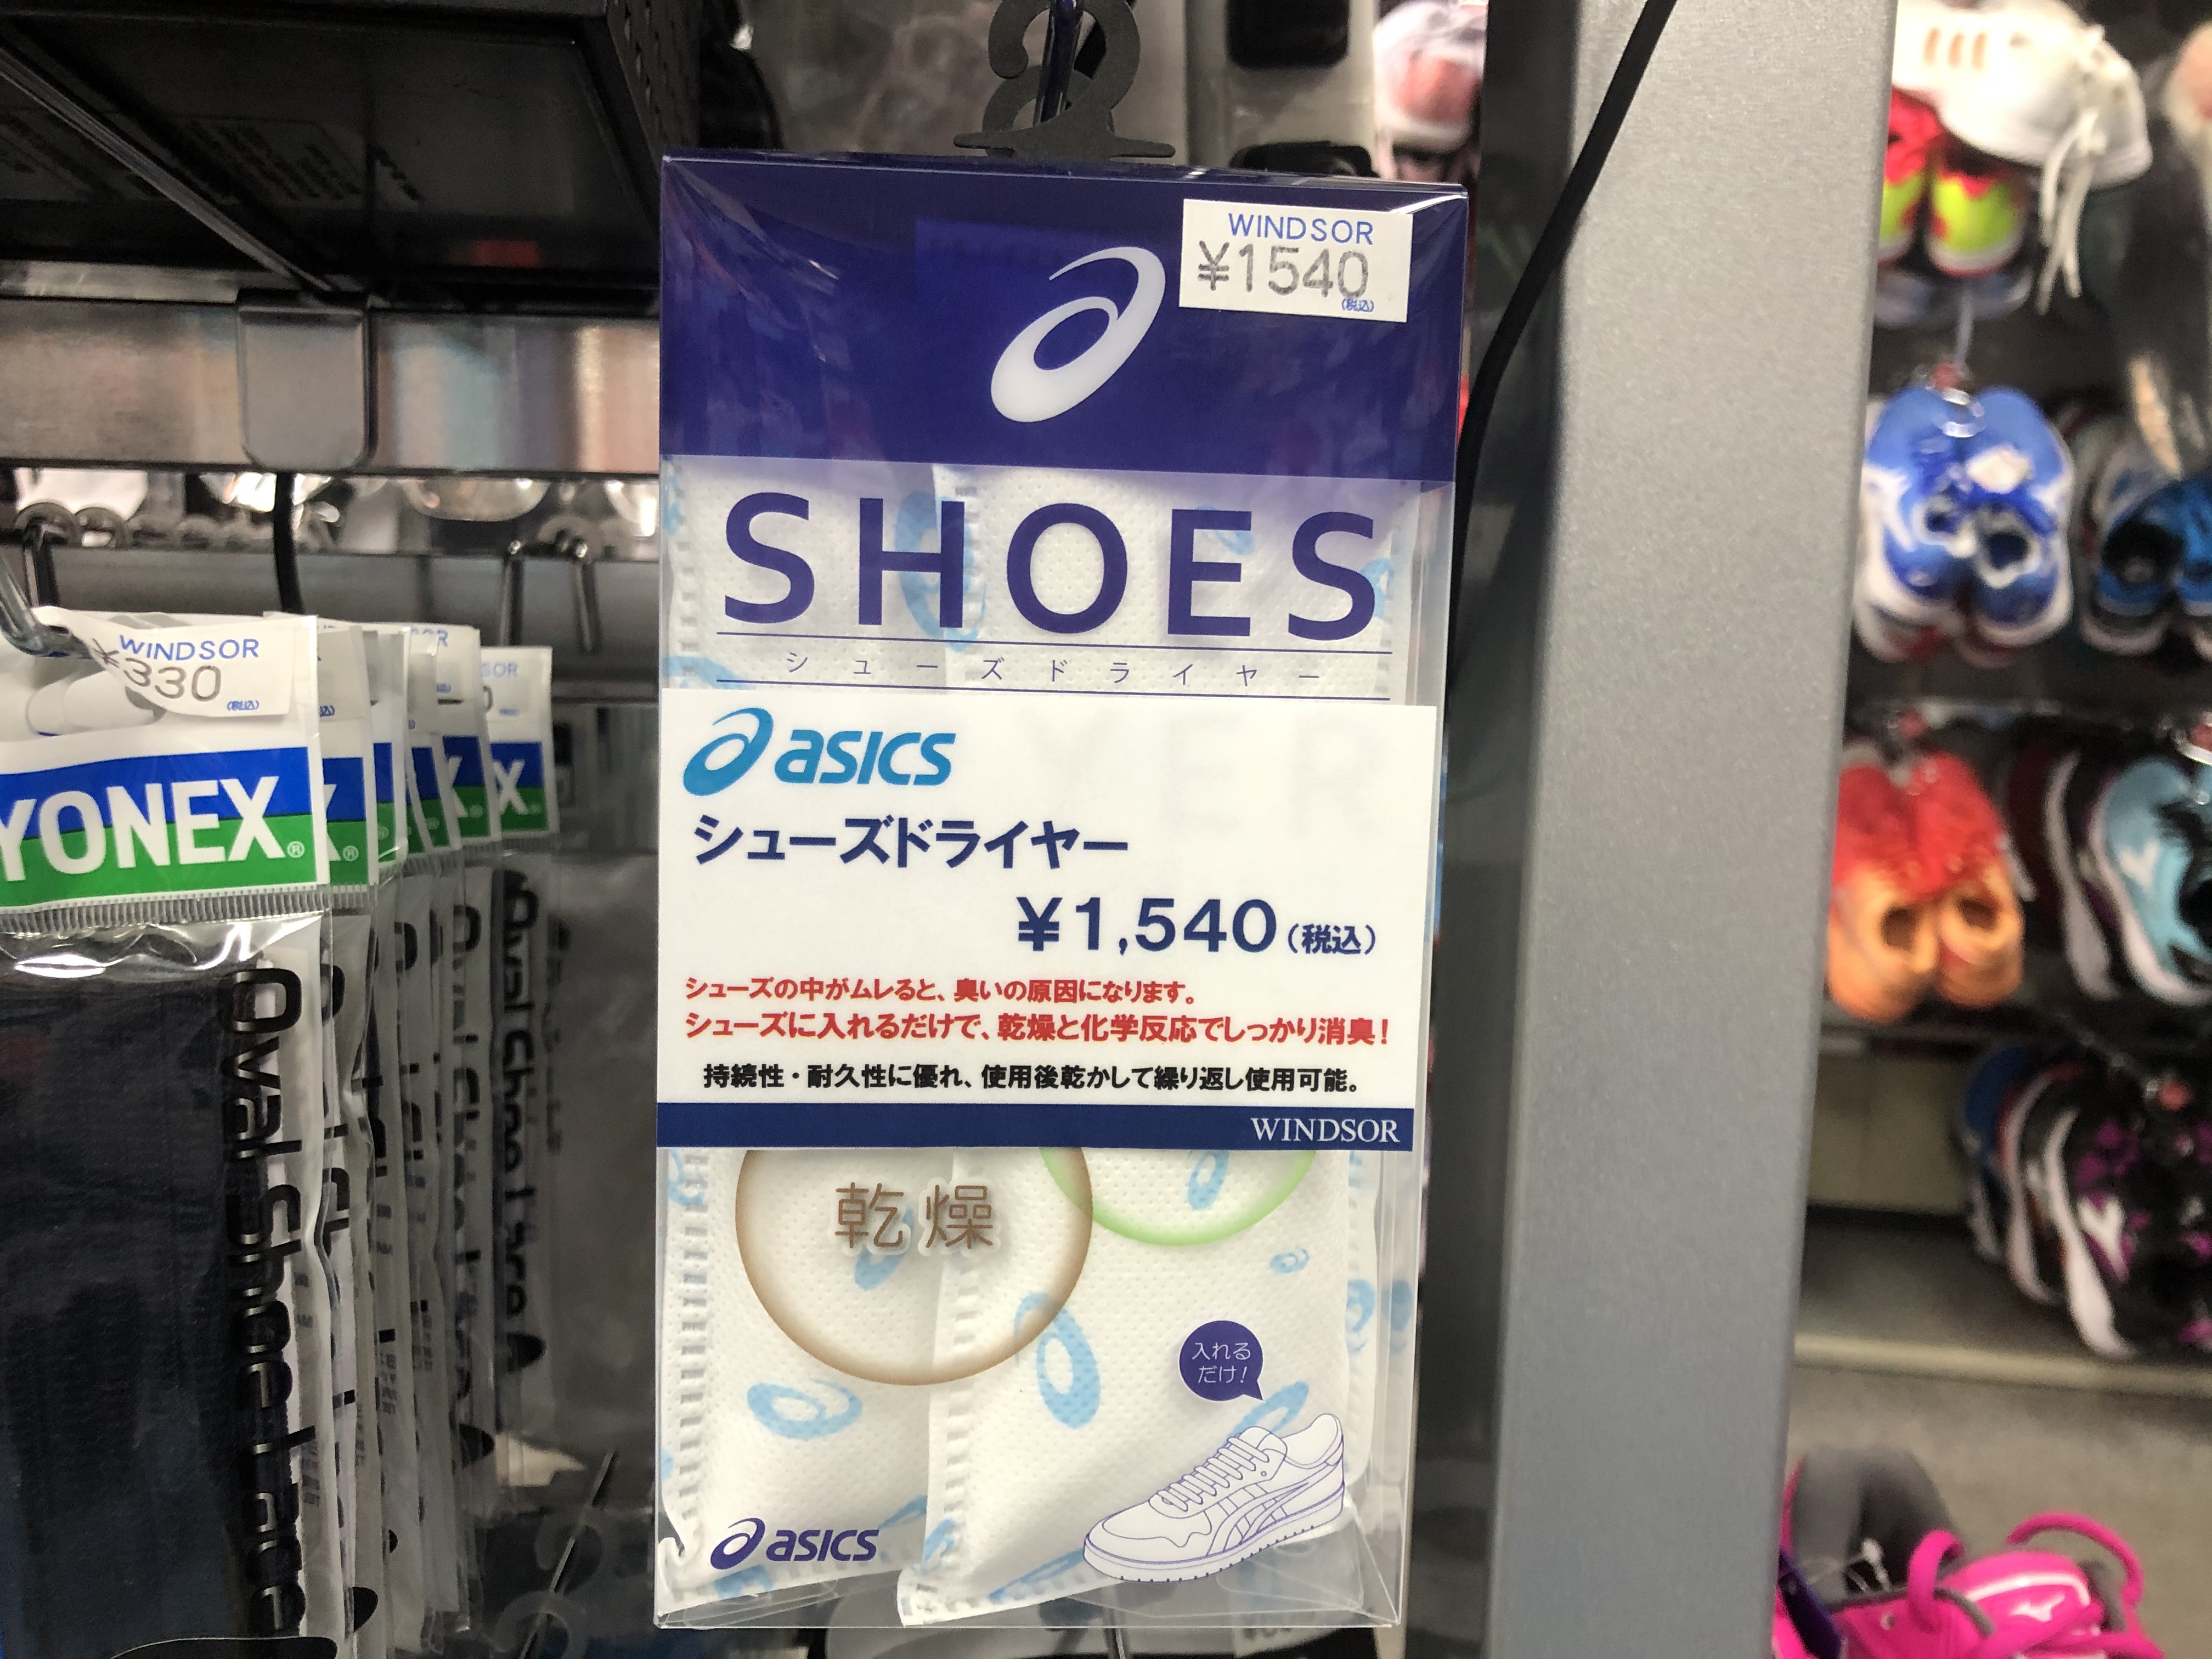 WINDSOR
¥1540
(税込)
SHOES
シューズドライヤー
asics
シューズドライヤー
¥1,540(税込)
シューズの中がムレると、臭いの原因になります。
シューズに入れるだけで、乾燥と化学反応でしっかり消臭!
持続性・耐久性に優れ、使用後乾かして繰り返し使用可能。
WINDSOR
乾燥
入れる
だけ!
asics
WINDSOR
¥330
(税込)
YONEX
Oval Shoe Lace